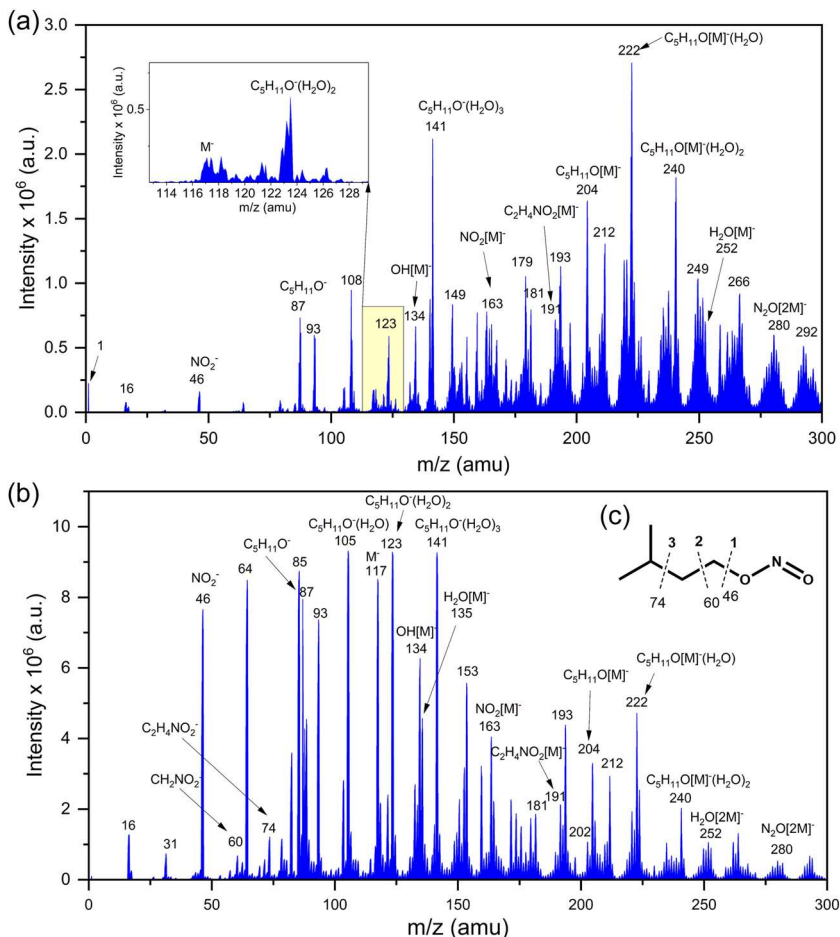 (a)
3.0
2.5
2.0
1.5
1.0
0.5
0.0
Intensity x 10⁶ (a.u.)
0.5
Intensity x 10⁶ (a.u.)
M⁻
C₅H₁₁O⁻(H₂O)₂
114 116 118 120 122 124 126 128
m/z (amu)
1
16
NO₂⁻
46
C₅H₁₁O⁻
87
93
108
123
OH[M]⁻
134
C₅H₁₁O⁻(H₂O)₃
141
149
NO₂[M]⁻
163
179
181
C₂H₄NO₂[M]⁻
191
193
C₅H₁₁O[M]⁻
204
212
222
C₅H₁₁O[M]⁻(H₂O)
C₅H₁₁O[M]⁻(H₂O)₂
240
249
H₂O[M]⁻
252
266
N₂O[2M]⁻
280
292
0 50 100 150 200 250 300
m/z (amu)
(b)
10
8
6
4
2
0
Intensity x 10⁶ (a.u.)
16
31
NO₂⁻
46
CH₂NO₂⁻
60
64
C₂H₄NO₂⁻
74
C₅H₁₁O⁻
85
87
93
C₅H₁₁O⁻(H₂O)
105
M⁻
117
C₅H₁₁O⁻(H₂O)₂
123
OH[M]⁻
134
H₂O[M]⁻
135
C₅H₁₁O⁻(H₂O)₃
141
153
NO₂[M]⁻
163
181
C₂H₄NO₂[M]⁻
191
193
202
C₅H₁₁O[M]⁻
204
212
C₅H₁₁O[M]⁻(H₂O)
222
C₅H₁₁O[M]⁻(H₂O)₂
240
H₂O[2M]⁻
252
N₂O[2M]⁻
280
0 50 100 150 200 250 300
m/z (amu)
(c)
3 2 1
N
O O
74 60 46